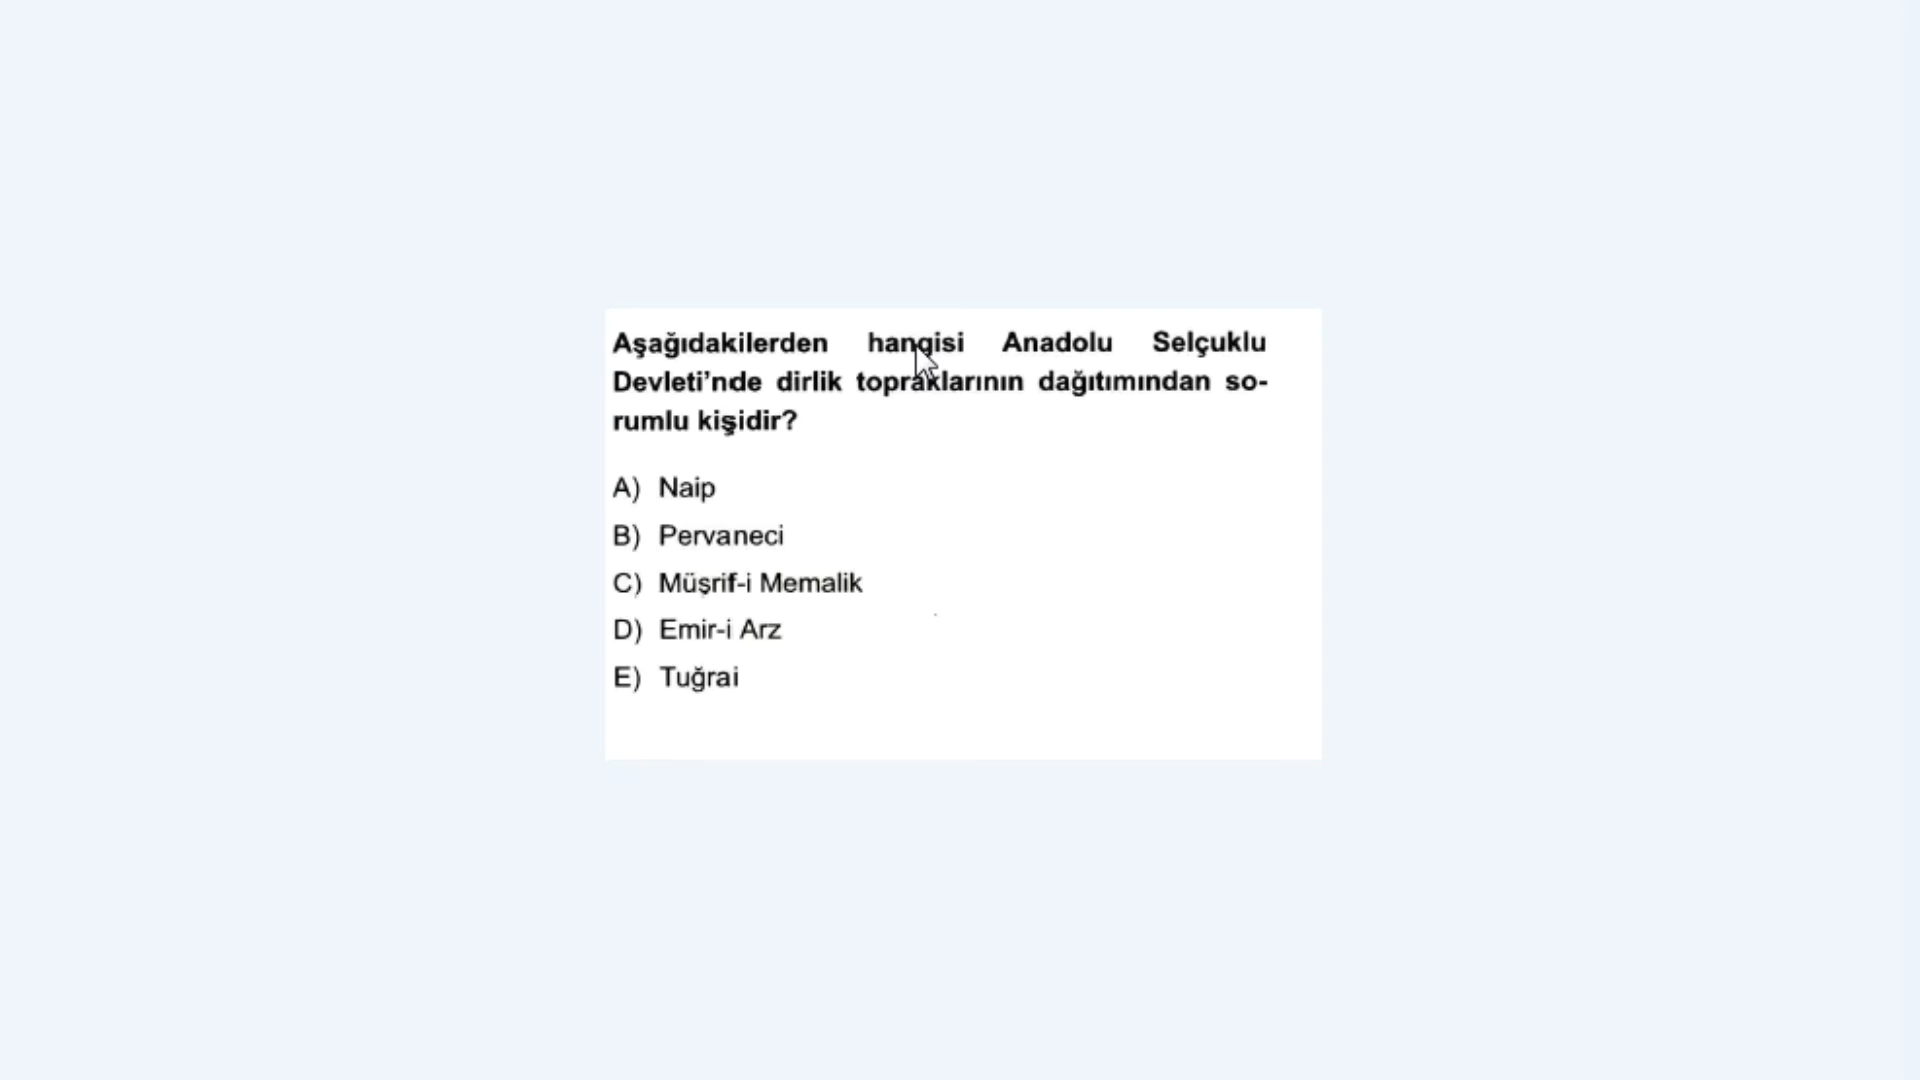 Aşağıdakilerden hangisi Anadolu Selçuklu
Devleti'nde dirlik topraklarının dağıtımından so-
rumlu kişidir?
A) Naip
B) Pervaneci
C) Müşrif-i Memalik
D) Emir-i Arz
E) Tuğrai